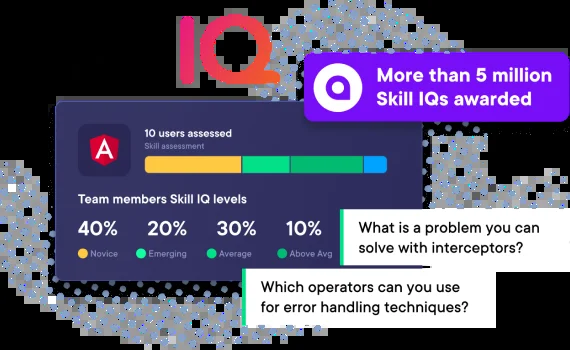 IQ
More than 5 million
Skill IQs awarded
A
10 users assessed
Skill assessment
Team members Skill IQ levels
40% 20% 30% 10%
Novice Emerging Average Above Avg
What is a problem you can
solve with interceptors?
Which operators can you use
for error handling techniques?